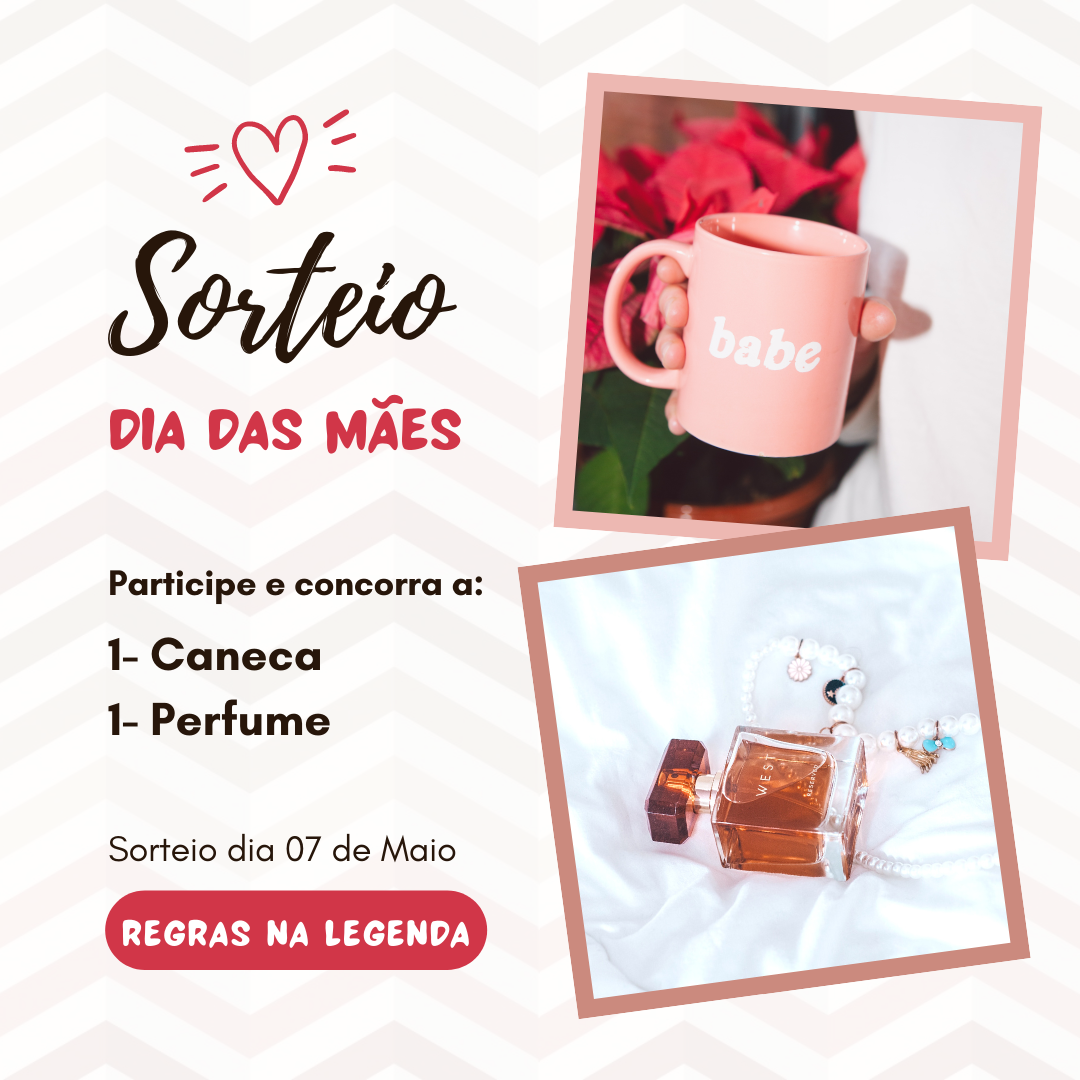 Sorteio
DIA DAS MÃES
Participe e concorra a:
1- Caneca
1- Perfume
Sorteio dia 07 de Maio
REGRAS NA LEGENDA
babe
WEST
RESERVED